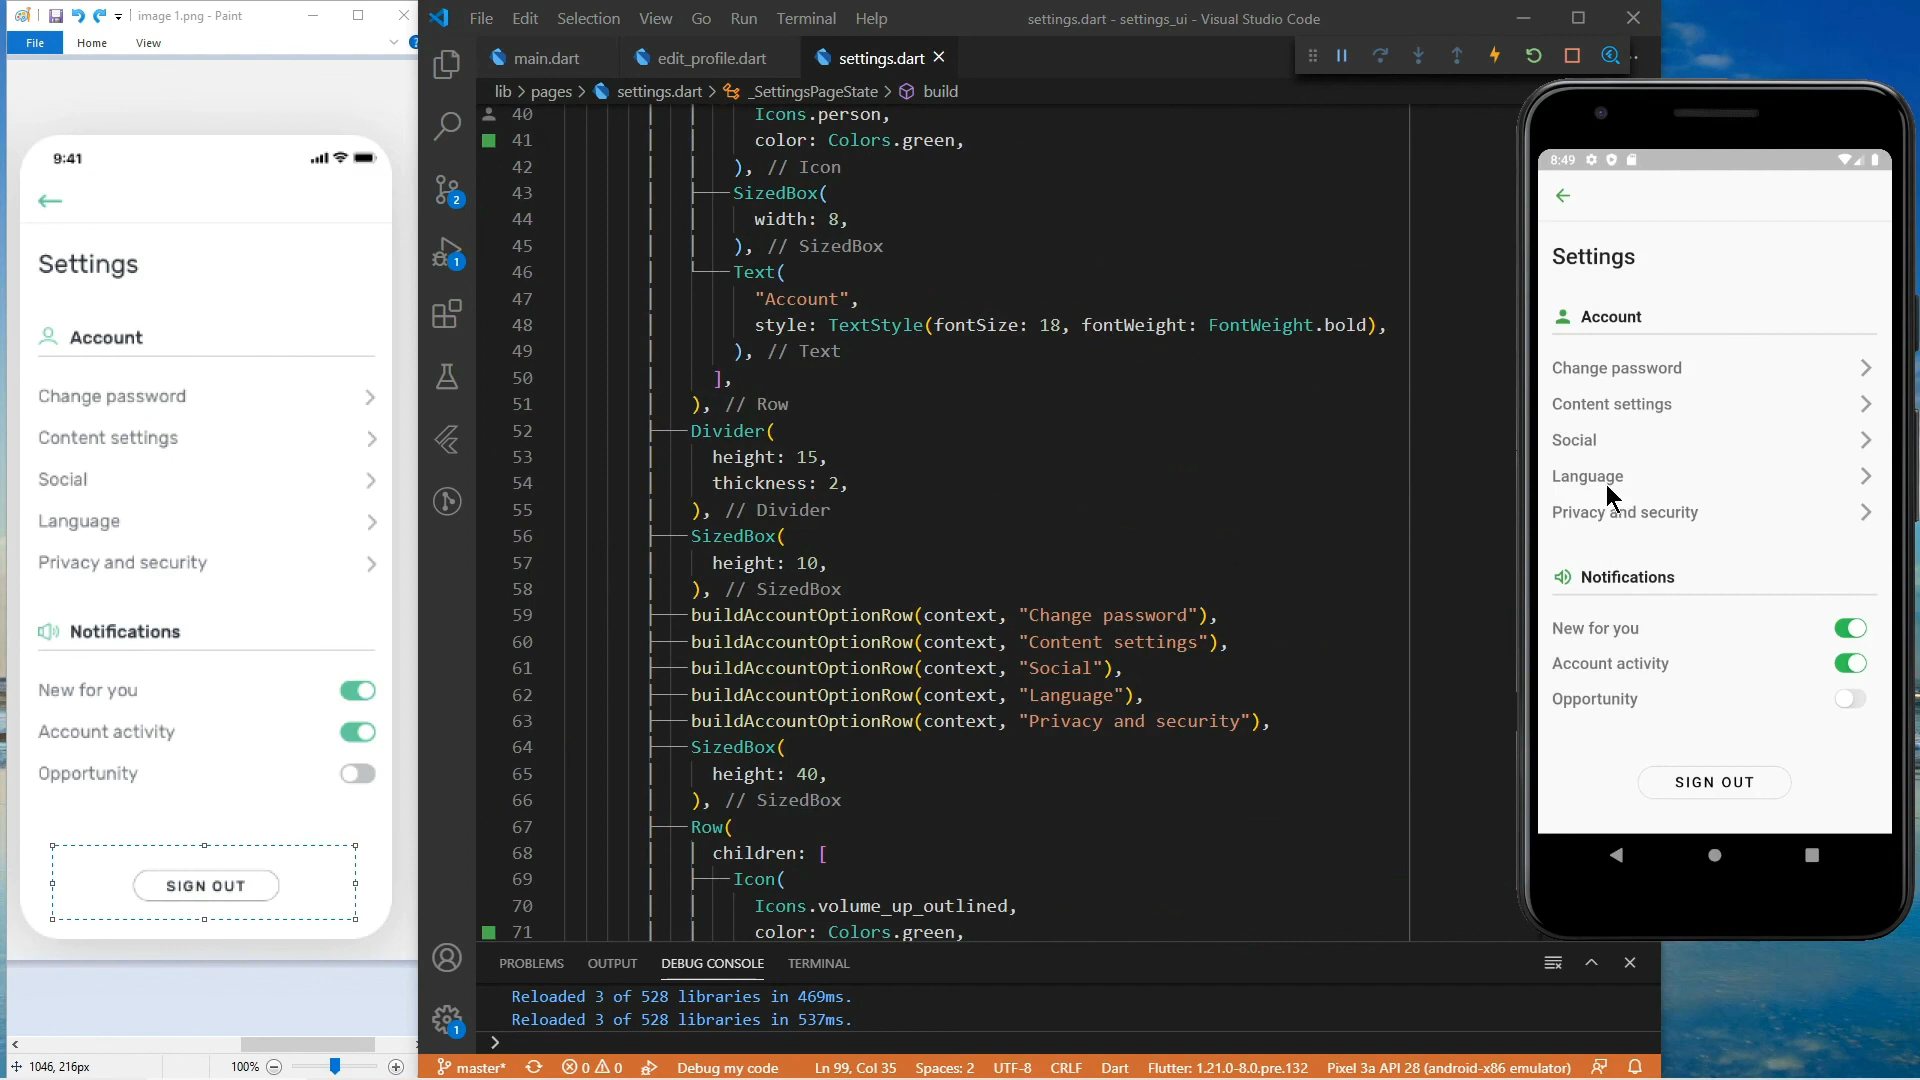 image 1.png - Paint
File
Home
View
9:41
Settings
Account
Change password
Content settings
Social
Language
Privacy and security
Notifications
New for you
Account activity
Opportunity
SIGN OUT
1046, 216px
100%
File Edit Selection View Go Run Terminal Help
settings.dart - settings_ui - Visual Studio Code
main.dart
edit_profile.dart
settings.dart
lib > pages > settings.dart > _SettingsPageState > build
2
1
1
40 Icons.person,
41 color: Colors.green,
42 ), // Icon
43 SizedBox(
44 width: 8,
45 ), // SizedBox
46 Text(
47 "Account",
48 style: TextStyle(fontSize: 18, fontWeight: FontWeight.bold),
49 ), // Text
50 ],
51 ), // Row
52 Divider(
53 height: 15,
54 thickness: 2,
55 ), // Divider
56 SizedBox(
57 height: 10,
58 ), // SizedBox
59 buildAccountOptionRow(context, "Change password"),
60 buildAccountOptionRow(context, "Content settings"),
61 buildAccountOptionRow(context, "Social"),
62 buildAccountOptionRow(context, "Language"),
63 buildAccountOptionRow(context, "Privacy and security"),
64 SizedBox(
65 height: 40,
66 ), // SizedBox
67 Row(
68 children: [
69 Icon(
70 Icons.volume_up_outlined,
71 color: Colors.green,
PROBLEMS OUTPUT DEBUG CONSOLE TERMINAL
Reloaded 3 of 528 libraries in 469ms.
Reloaded 3 of 528 libraries in 537ms.
master* 0 0 Debug my code Ln 99, Col 35 Spaces: 2 UTF-8 CRLF Dart Flutter: 1.21.0-8.0.pre.132 Pixel 3a API 28 (android-x86 emulator)
8:49
Settings
Account
Change password
Content settings
Social
Language
Privacy and security
Notifications
New for you
Account activity
Opportunity
SIGN OUT